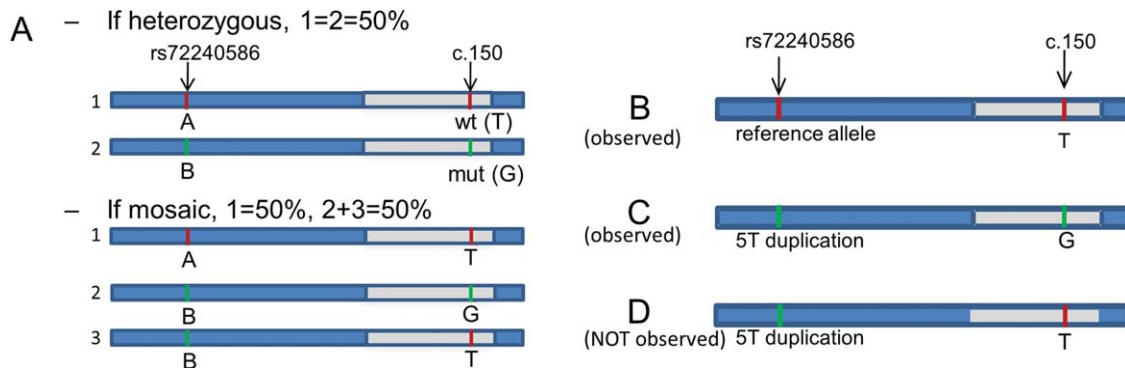 A
– If heterozygous, 1=2=50%
rs72240586 c.150
1
A wt (T)
2
B mut (G)
– If mosaic, 1=50%, 2+3=50%
1
A T
2
B G
3
B T
rs72240586 c.150
B
(observed)
reference allele T
C
(observed)
5T duplication G
D
(NOT observed)
5T duplication T